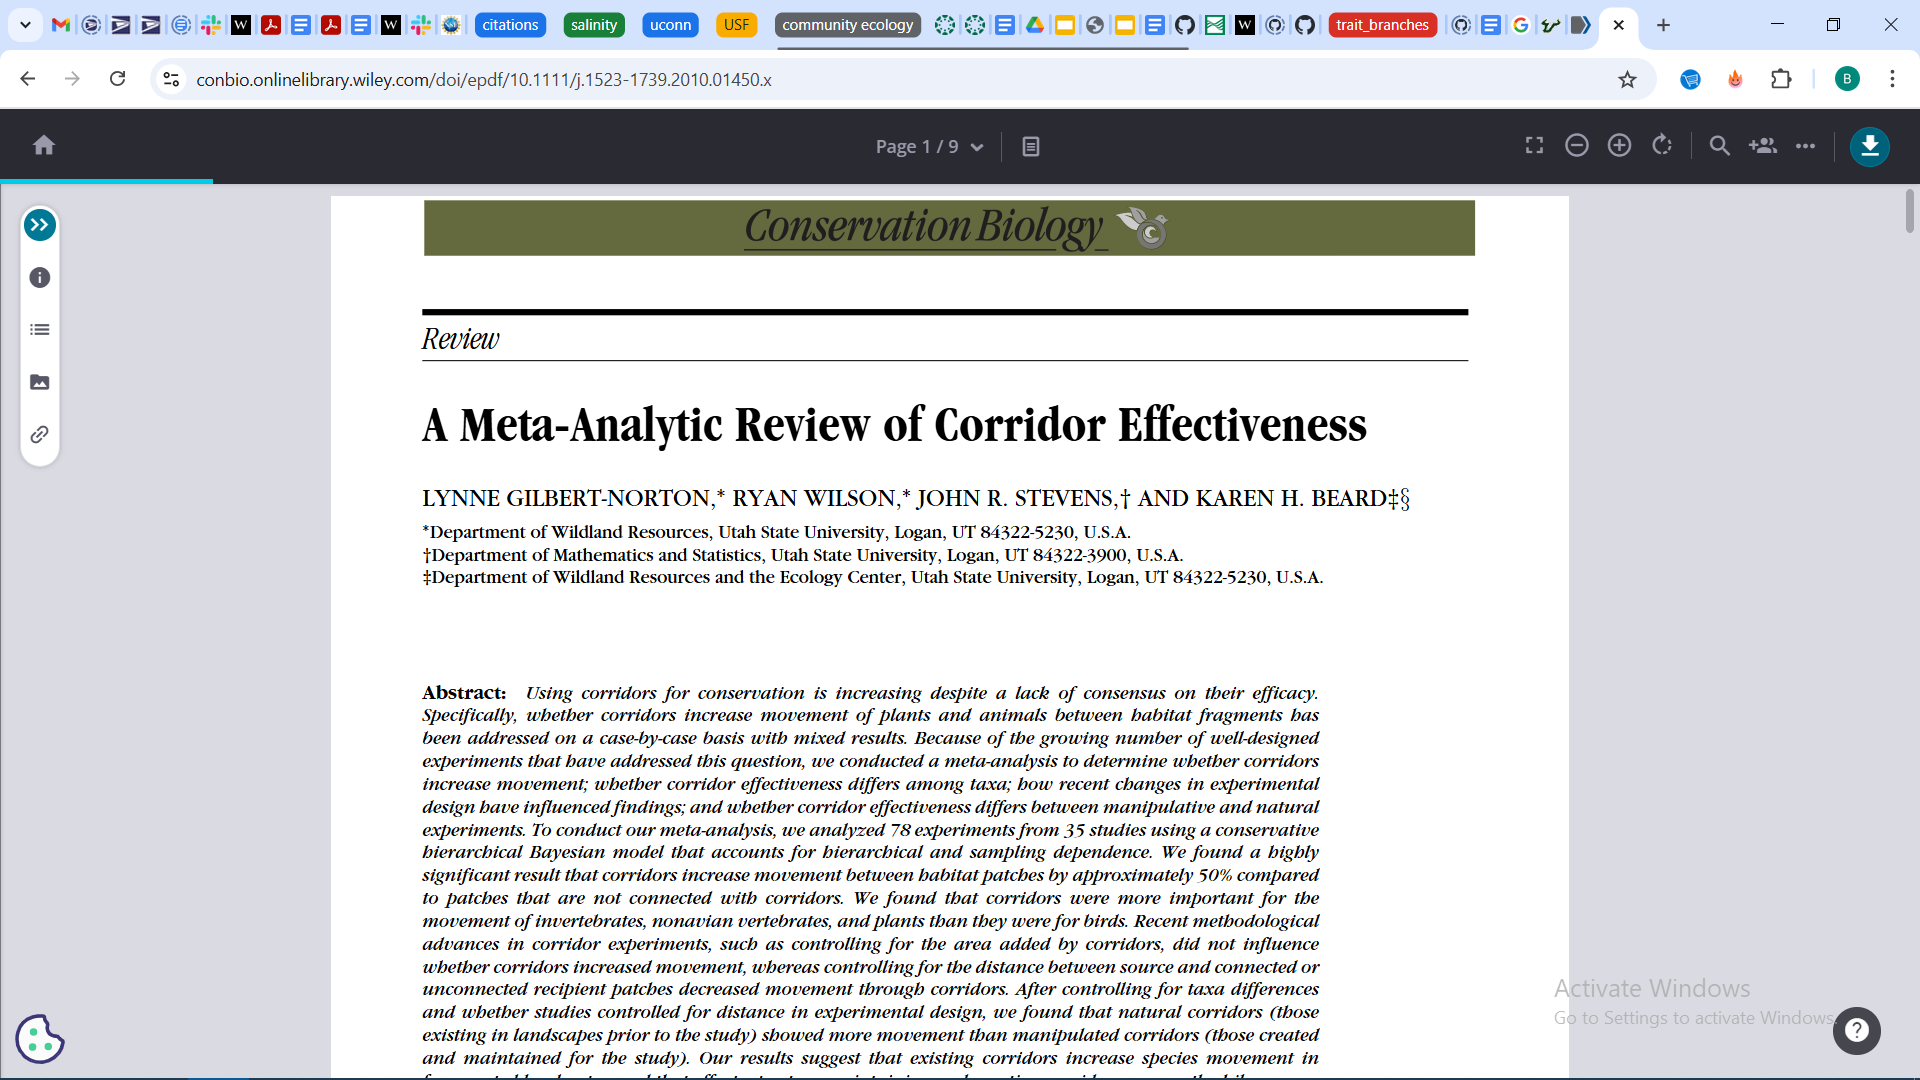 citations salinity uconn USF community ecology trait_branches
conbio.onlinelibrary.wiley.com/doi/epdf/10.1111/j.1523-1739.2010.01450.x B
Page 1 / 9
Conservation Biology
Review
A Meta-Analytic Review of Corridor Effectiveness
LYNNE GILBERT-NORTON,* RYAN WILSON,* JOHN R. STEVENS,† AND KAREN H. BEARD‡§
*Department of Wildland Resources, Utah State University, Logan, UT 84322-5230, U.S.A.
†Department of Mathematics and Statistics, Utah State University, Logan, UT 84322-3900, U.S.A.
‡Department of Wildland Resources and the Ecology Center, Utah State University, Logan, UT 84322-5230, U.S.A.
Abstract: Using corridors for conservation is increasing despite a lack of consensus on their efficacy.
Specifically, whether corridors increase movement of plants and animals between habitat fragments has
been addressed on a case-by-case basis with mixed results. Because of the growing number of well-designed
experiments that have addressed this question, we conducted a meta-analysis to determine whether corridors
increase movement; whether corridor effectiveness differs among taxa; how recent changes in experimental
design have influenced findings; and whether corridor effectiveness differs between manipulative and natural
experiments. To conduct our meta-analysis, we analyzed 78 experiments from 35 studies using a conservative
hierarchical Bayesian model that accounts for hierarchical and sampling dependence. We found a highly
significant result that corridors increase movement between habitat patches by approximately 50% compared
to patches that are not connected with corridors. We found that corridors were more important for the
movement of invertebrates, nonavian vertebrates, and plants than they were for birds. Recent methodological
advances in corridor experiments, such as controlling for the area added by corridors, did not influence
whether corridors increased movement, whereas controlling for the distance between source and connected or
unconnected recipient patches decreased movement through corridors. After controlling for taxa differences
and whether studies controlled for distance in experimental design, we found that natural corridors (those
existing in landscapes prior to the study) showed more movement than manipulated corridors (those created
and maintained for the study). Our results suggest that existing corridors increase species movement in
Activate Windows
Go to Settings to activate Windows.